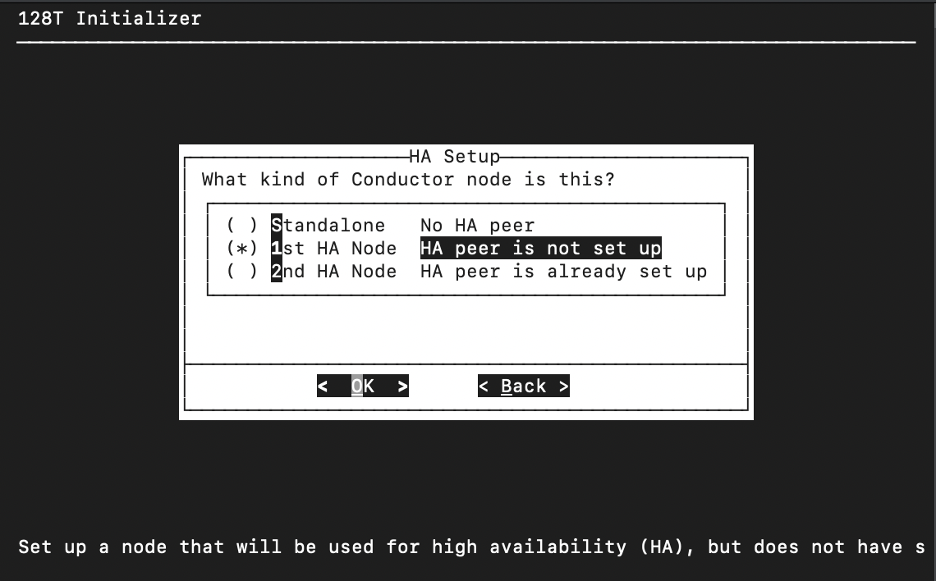 128T Initializer
HA Setup
What kind of Conductor node is this?
( ) Standalone No HA peer
(*) 1st HA Node HA peer is not set up
( ) 2nd HA Node HA peer is already set up
< OK > < Back >
Set up a node that will be used for high availability (HA), but does not have s